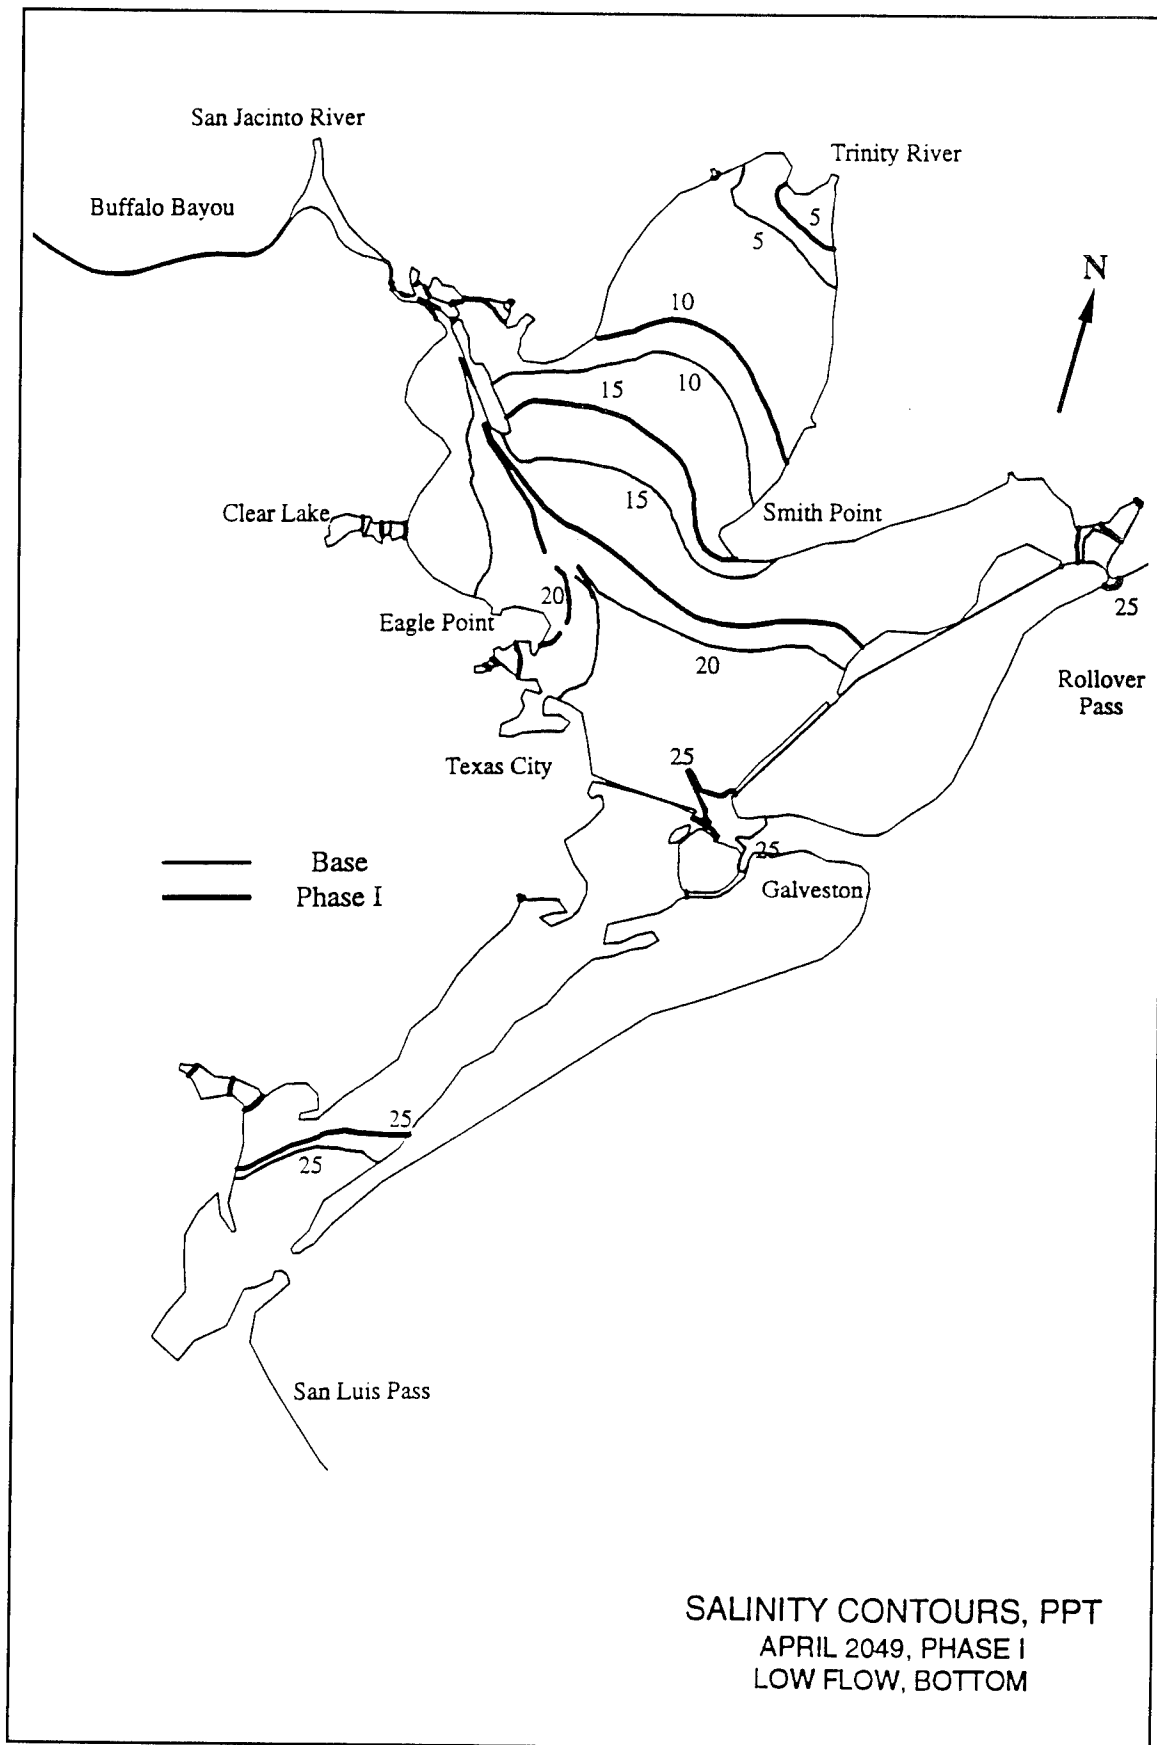 San Jacinto River
Trinity River
Buffalo Bayou
5
5
N
10
15
10
Clear Lake
15
Smith Point
20
25
Eagle Point
20
Rollover
Pass
25
Texas City
25
Base
Phase I
Galveston
25
25
San Luis Pass
SALINITY CONTOURS, PPT
APRIL 2049, PHASE I
LOW FLOW, BOTTOM